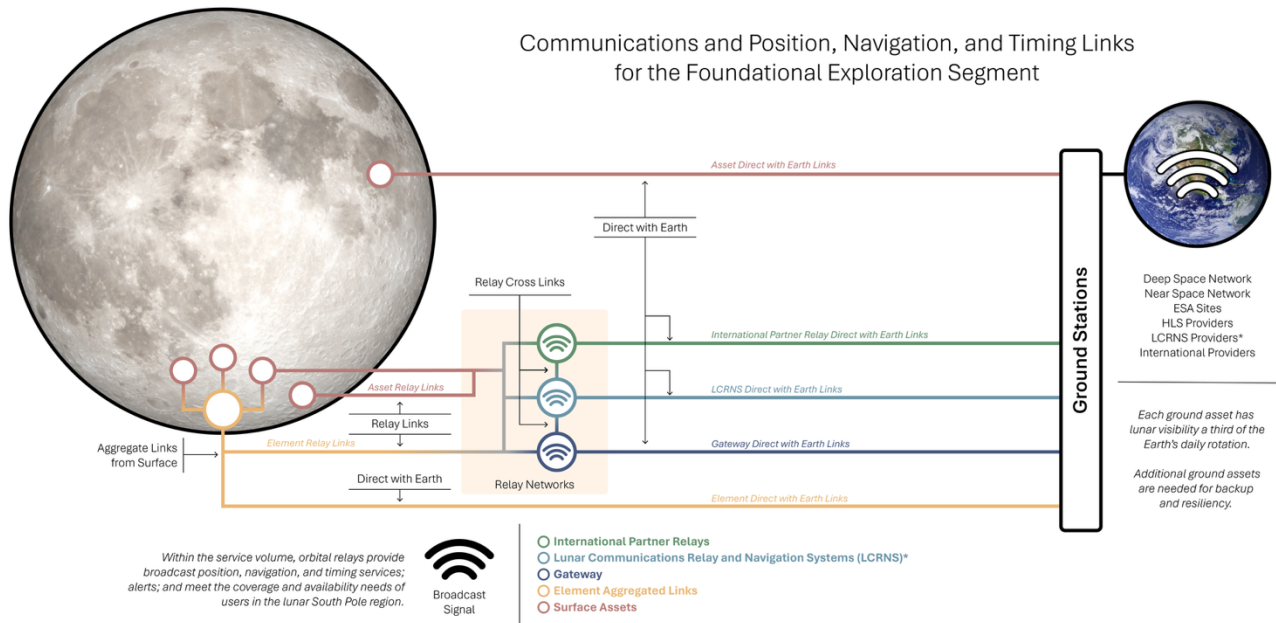 Communications and Position, Navigation, and Timing Links
for the Foundational Exploration Segment
Asset Direct with Earth Links
Direct with Earth
Relay Cross Links
International Partner Relay Direct with Earth Links
Asset Relay Links
LCRNS Direct with Earth Links
Relay Links
Element Relay Links
Gateway Direct with Earth Links
Aggregate Links
from Surface
Direct with Earth
Relay Networks
Element Direct with Earth Links
Ground Stations
Deep Space Network
Near Space Network
ESA Sites
HLS Providers
LCRNS Providers*
International Providers
Each ground asset has
lunar visibility a third of the
Earth's daily rotation.
Additional ground assets
are needed for backup
and resiliency.
Within the service volume, orbital relays provide
broadcast position, navigation, and timing services;
alerts; and meet the coverage and availability needs of
users in the lunar South Pole region.
Broadcast
Signal
International Partner Relays
Lunar Communications Relay and Navigation Systems (LCRNS)*
Gateway
Element Aggregated Links
Surface Assets